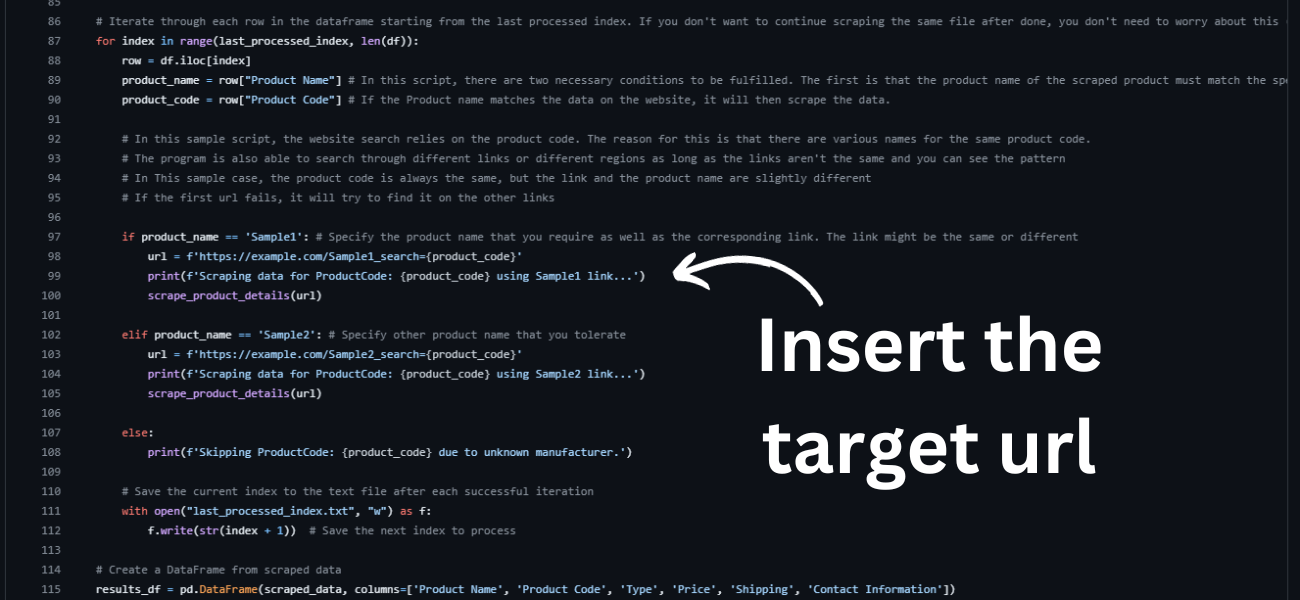 85
86 # Iterate through each row in the dataframe starting from the last processed index. If you don't want to continue scraping the same file after done, you don't need to worry about this
87 for index in range(last_processed_index, len(df)):
88 row = df.iloc[index]
89 product_name = row["Product Name"] # In this script, there are two necessary conditions to be fulfilled. The first is that the product name of the scraped product must match the spe
90 product_code = row["Product Code"] # If the Product name matches the data on the website, it will then scrape the data.
91
92 # In this sample script, the website search relies on the product code. The reason for this is that there are various names for the same product code.
93 # The program is also able to search through different links or different regions as long as the links aren't the same and you can see the pattern
94 # In This sample case, the product code is always the same, but the link and the product name are slightly different
95 # If the first url fails, it will try to find it on the other links
96
97 if product_name == 'Sample1': # Specify the product name that you require as well as the corresponding link. The link might be the same or different
98 url = f'https://example.com/Sample1_search={product_code}'
99 print(f'Scraping data for ProductCode: {product_code} using Sample1 link...')
100 scrape_product_details(url)
101
102 elif product_name == 'Sample2': # Specify other product name that you tolerate
103 url = f'https://example.com/Sample2_search={product_code}'
104 print(f'Scraping data for ProductCode: {product_code} using Sample2 link...')
105 scrape_product_details(url)
106
107 else:
108 print(f'Skipping ProductCode: {product_code} due to unknown manufacturer.')
109
110 # Save the current index to the text file after each successful iteration
111 with open("last_processed_index.txt", "w") as f:
112 f.write(str(index + 1)) # Save the next index to process
113
114 # Create a DataFrame from scraped data
115 results_df = pd.DataFrame(scraped_data, columns=['Product Name', 'Product Code', 'Type', 'Price', 'Shipping', 'Contact Information'])
Insert the
target url